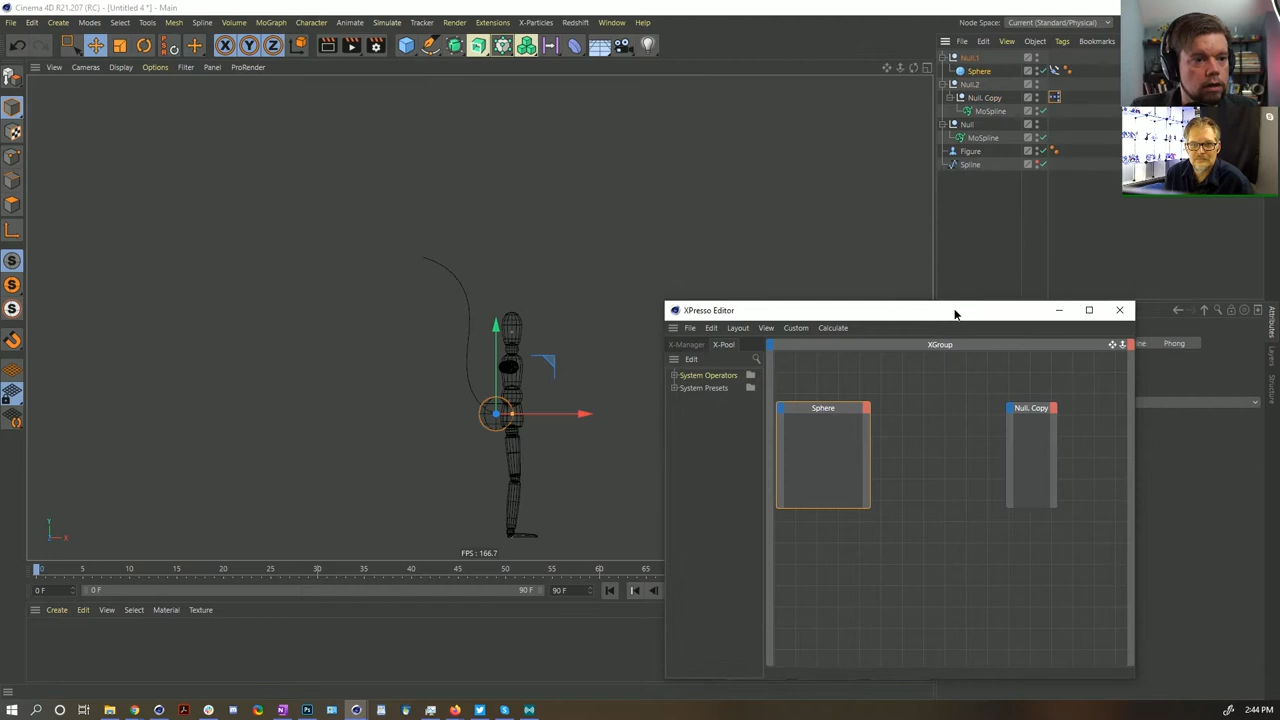 Cinema 4D R21.207 (RC) - [Untitled 4 *] - Main
File Edit Create Modes Select Tools Mesh Spline Volume MoGraph Character Animate Simulate Tracker Render Extensions X-Particles Redshift Window Help
Node Space: Current (Standard/Physical)
View Cameras Display Options Filter Panel ProRender
File Edit View Object Tags Bookmarks
Null.1
Sphere
Null.2
Null. Copy
MoSpline
Null
MoSpline
Figure
Spline
XPresso Editor
File Edit Layout View Custom Calculate
X-Manager X-Pool
Edit
System Operators
System Presets
XGroup
Sphere
Null. Copy
Phong
Attributes
Layers
Structure
Y
X
FPS : 166.7
0 5 10 15 20 25 30 35 40 45 50 55 60 65
0 F
0 F
90 F
90 F
Create Edit View Select Material Texture
2:44 PM